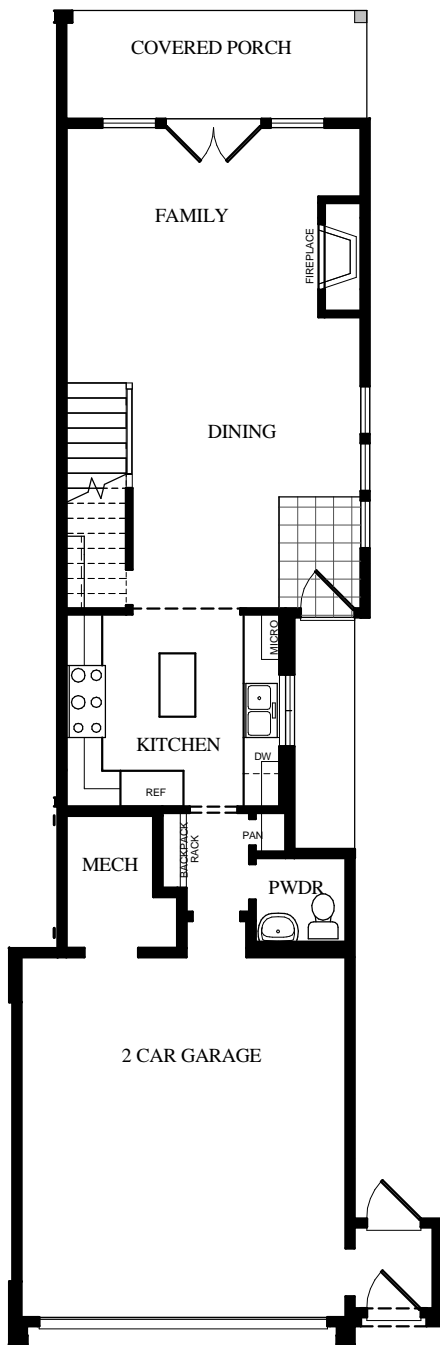 COVERED PORCH
FAMILY
FIREPLACE
DINING
MICRO
KITCHEN
DW
REF
BACKPACK
RACK
PAN
MECH
PWDR
2 CAR GARAGE